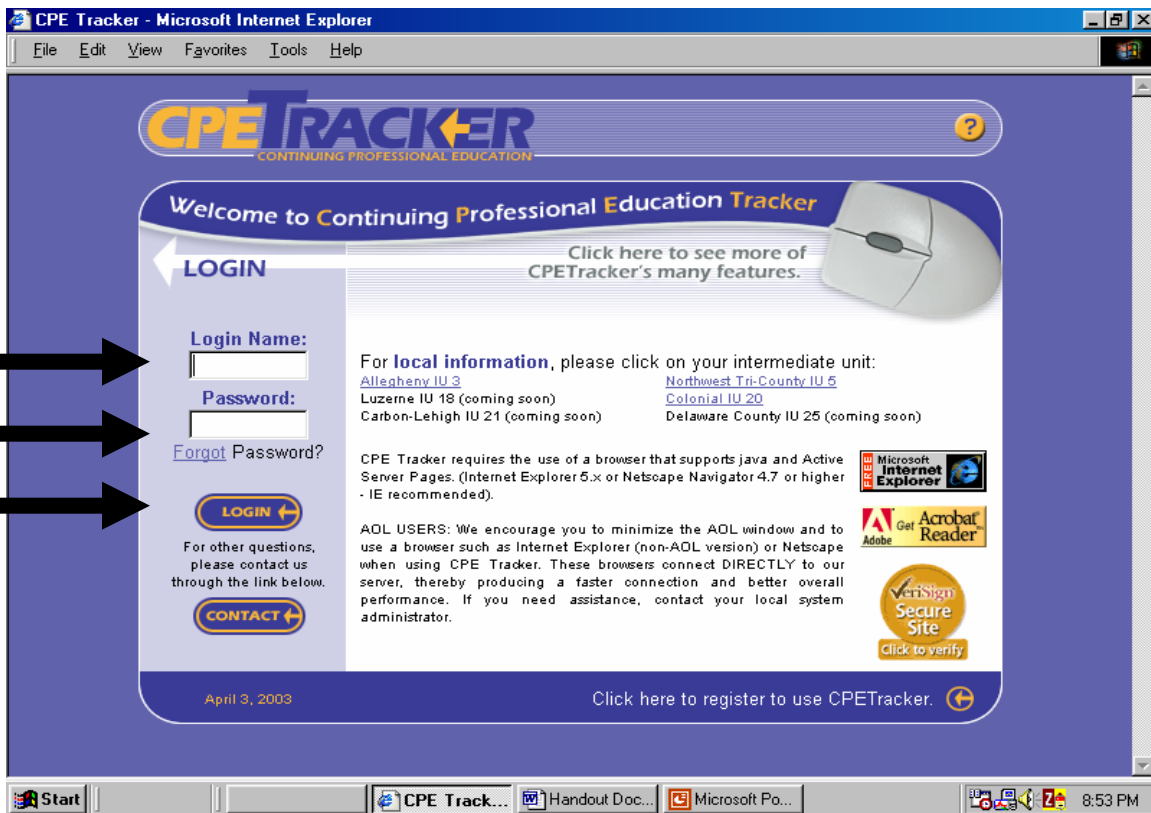 CPE Tracker - Microsoft Internet Explorer
File Edit View Favorites Tools Help
CPETRACKER
CONTINUING PROFESSIONAL EDUCATION
?
Welcome to Continuing Professional Education Tracker
Click here to see more of
CPETracker's many features.
LOGIN
Login Name:
Password:
Forgot Password?
LOGIN
For other questions,
please contact us
through the link below.
CONTACT
For local information, please click on your intermediate unit:
Allegheny IU 3 Northwest Tri-County IU 5
Luzerne IU 18 (coming soon) Colonial IU 20
Carbon-Lehigh IU 21 (coming soon) Delaware County IU 25 (coming soon)
CPE Tracker requires the use of a browser that supports java and Active
Server Pages. (Internet Explorer 5.x or Netscape Navigator 4.7 or higher
- IE recommended).
AOL USERS: We encourage you to minimize the AOL window and to
use a browser such as Internet Explorer (non-AOL version) or Netscape
when using CPE Tracker. These browsers connect DIRECTLY to our
server, thereby producing a faster connection and better overall
performance. If you need assistance, contact your local system
administrator.
FREE
Microsoft
Internet
Explorer
Adobe
Get Acrobat
Reader
VeriSign
Secure
Site
Click to verify
April 3, 2003
Click here to register to use CPETracker.
Start
CPE Track...
Handout Doc...
Microsoft Po...
8:53 PM